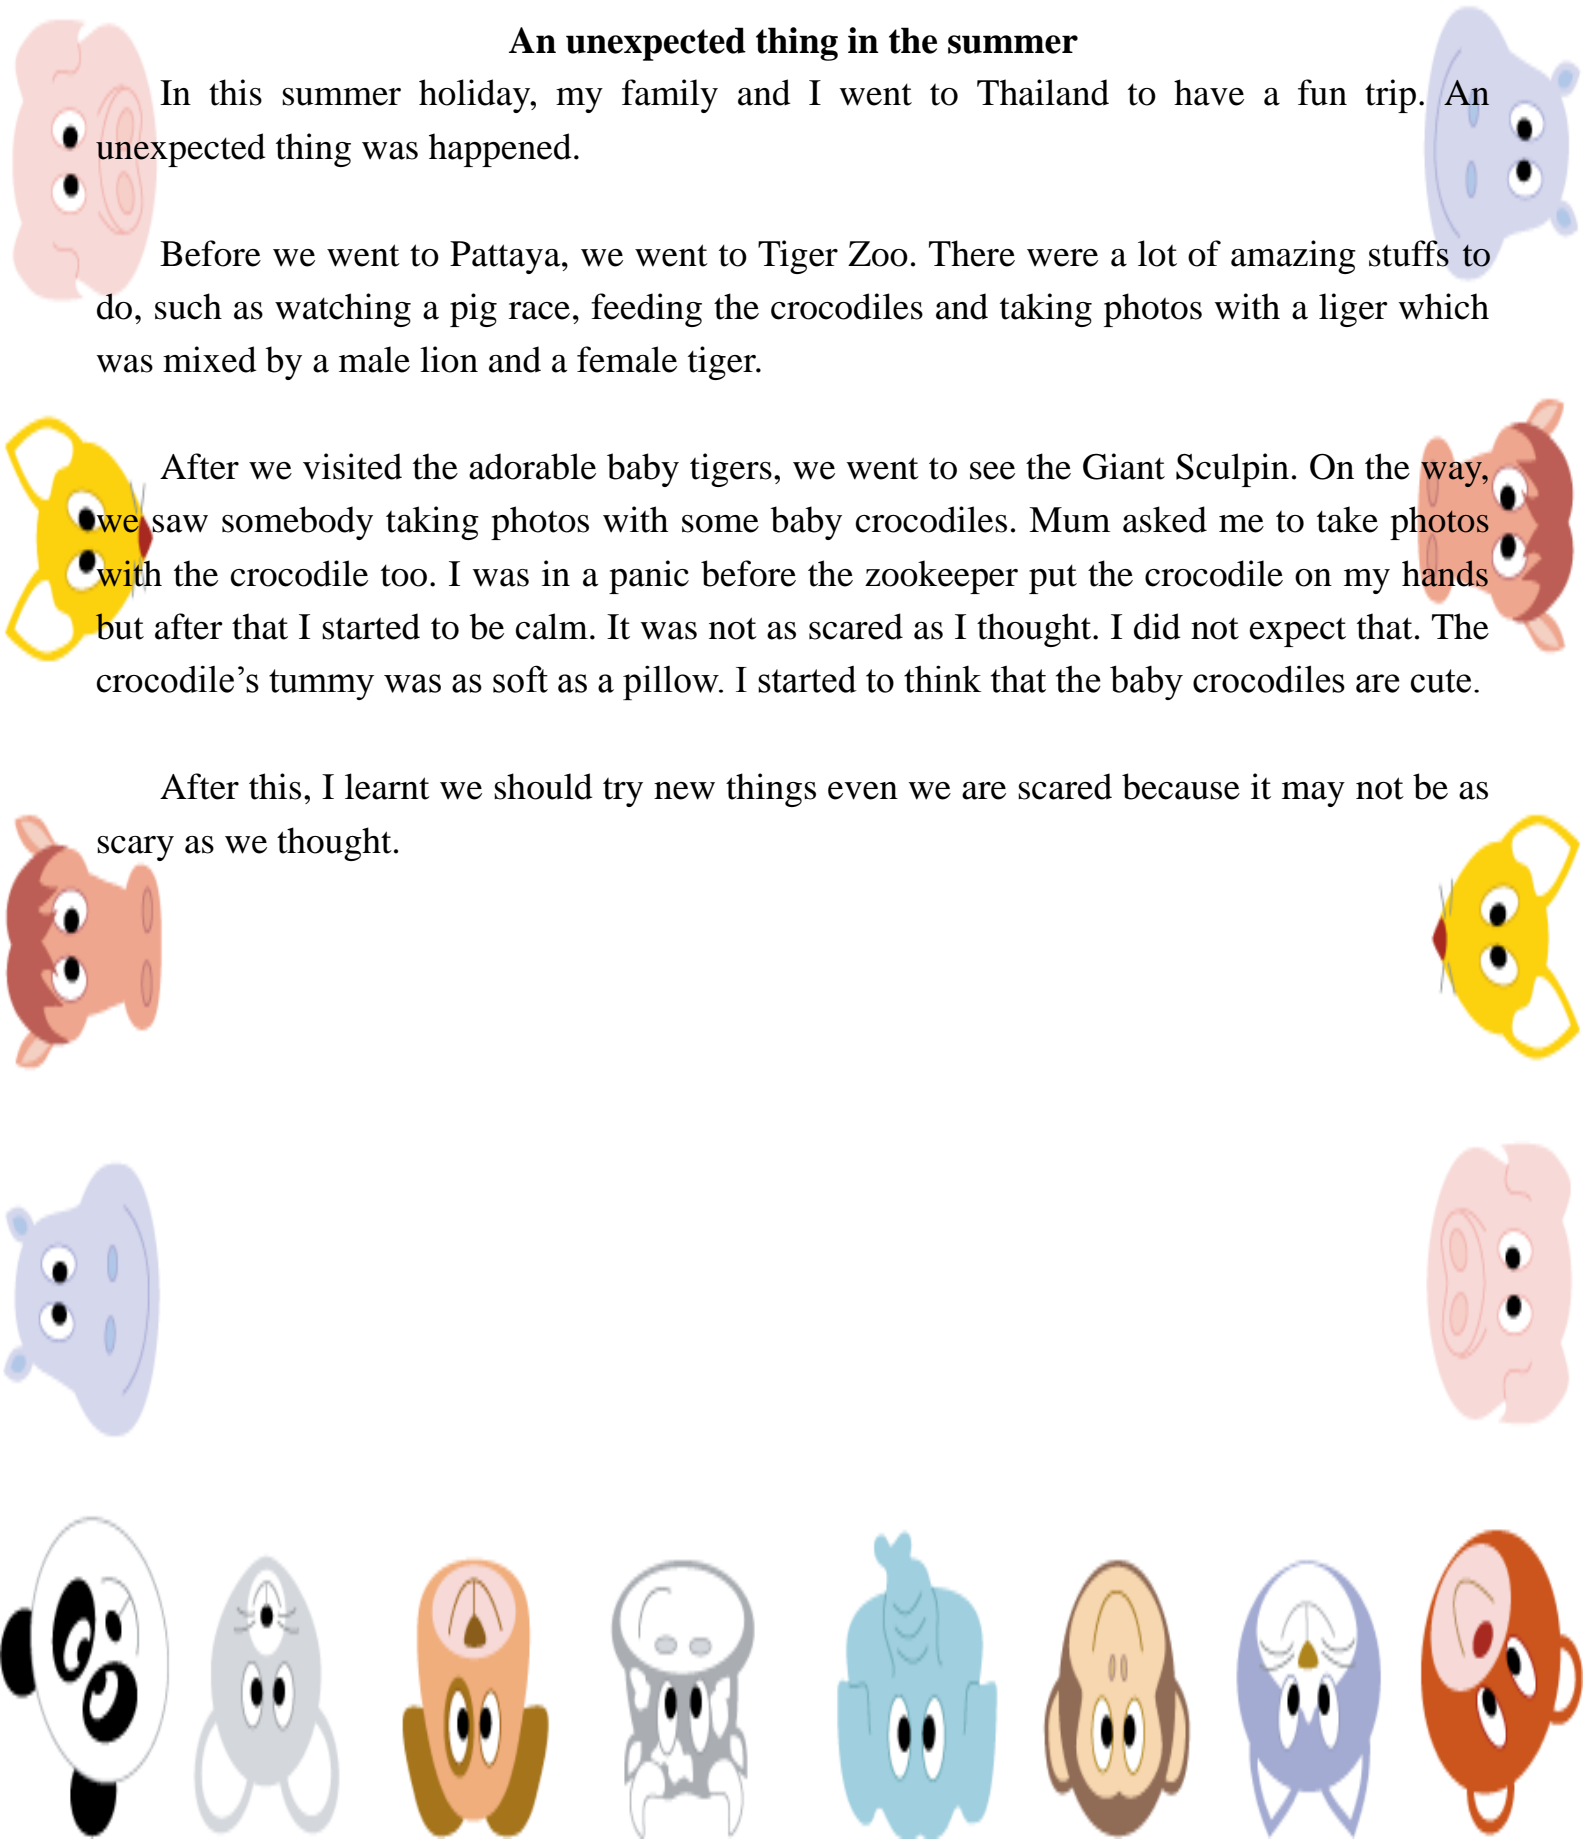 An unexpected thing in the summer
In this summer holiday, my family and I went to Thailand to have a fun trip. An
unexpected thing was happened.
Before we went to Pattaya, we went to Tiger Zoo. There were a lot of amazing stuffs to
do, such as watching a pig race, feeding the crocodiles and taking photos with a liger which
was mixed by a male lion and a female tiger.
After we visited the adorable baby tigers, we went to see the Giant Sculpin. On the way,
we saw somebody taking photos with some baby crocodiles. Mum asked me to take photos
with the crocodile too. I was in a panic before the zookeeper put the crocodile on my hands
but after that I started to be calm. It was not as scared as I thought. I did not expect that. The
crocodile’s tummy was as soft as a pillow. I started to think that the baby crocodiles are cute.
After this, I learnt we should try new things even we are scared because it may not be as
scary as we thought.